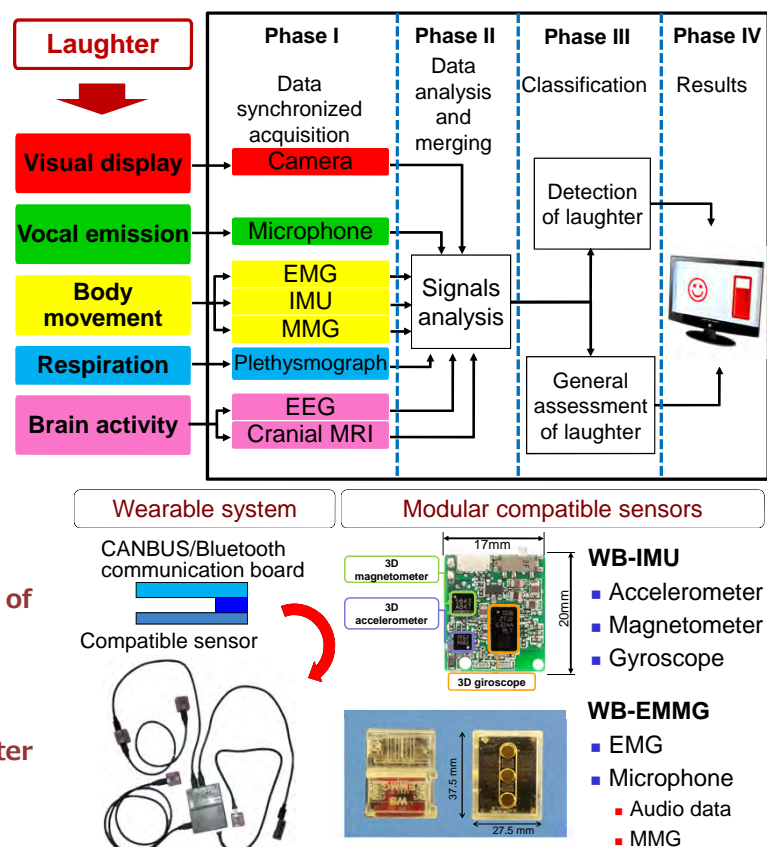 Laughter
Phase I
Phase II
Phase III
Phase IV
Data
synchronized
acquisition
Data
analysis
and
merging
Classification
Results
Visual display
Camera
Vocal emission
Microphone
Body
movement
EMG
IMU
MMG
Respiration
Plethysmograph
Brain activity
EEG
Cranial MRI
Signals
analysis
Detection
of laughter
General
assessment
of laughter
Wearable system
Modular compatible sensors
CANBUS/Bluetooth
communication board
Compatible sensor
of
ter
17mm
20mm
3D
magnetometer
3D
accelerometer
3D giroscope
WB-IMU
Accelerometer
Magnetometer
Gyroscope
WB
EMMG
37.5 mm
27.5 mm
WB-EMMG
EMG
Microphone
Audio data
MMG